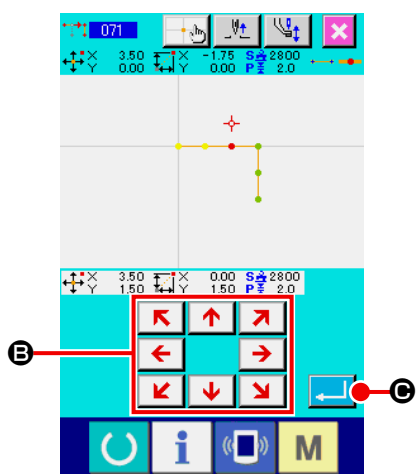 071
X 3.50 X -1.75 S 2800
Y 0.00 Y 0.00 P 2.0
X 3.50 X 0.00 S 2800
Y 1.50 Y 1.50 P 2.0
B
C
i M